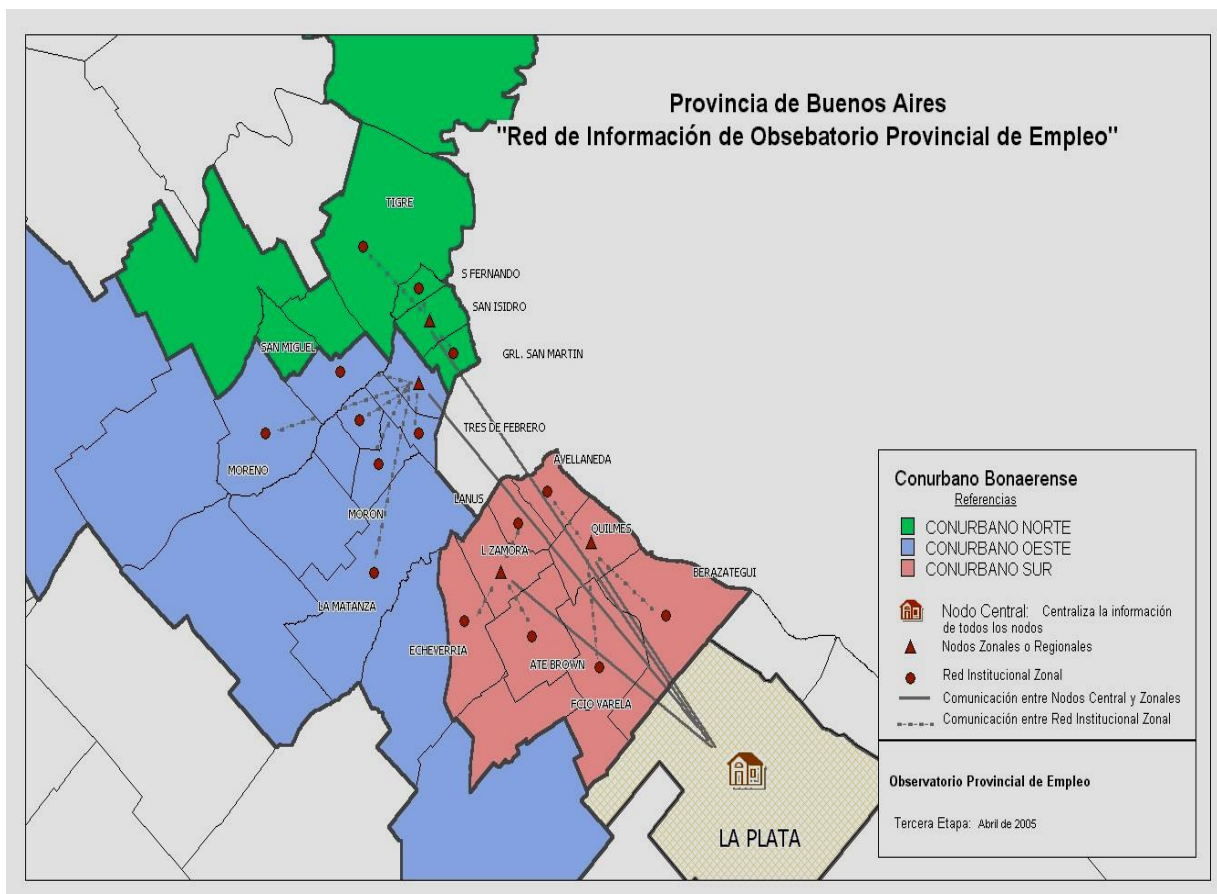 Provincia de Buenos Aires
"Red de Información de Obsebatorio Provincial de Empleo"
TIGRE
S FERNANDO
SAN ISIDRO
SAN MIGUEL
GRL. SAN MARTIN
TRES DE FEBRERO
MORENO
AVELLANEDA
LANUS
MORON
QUILMES
L ZAMORA
BERAZATEGUI
LA MATANZA
ECHEVERRIA
ATE BROWN
FCIO VARELA
LA PLATA
Conurbano Bonaerense
Referencias
CONURBANO NORTE
CONURBANO OESTE
CONURBANO SUR
Nodo Central: Centraliza la información
de todos los nodos
Nodos Zonales o Regionales
Red Institucional Zonal
Comunicación entre Nodos Central y Zonales
Comunicación entre Red Institucional Zonal
Observatorio Provincial de Empleo
Tercera Etapa: Abril de 2005